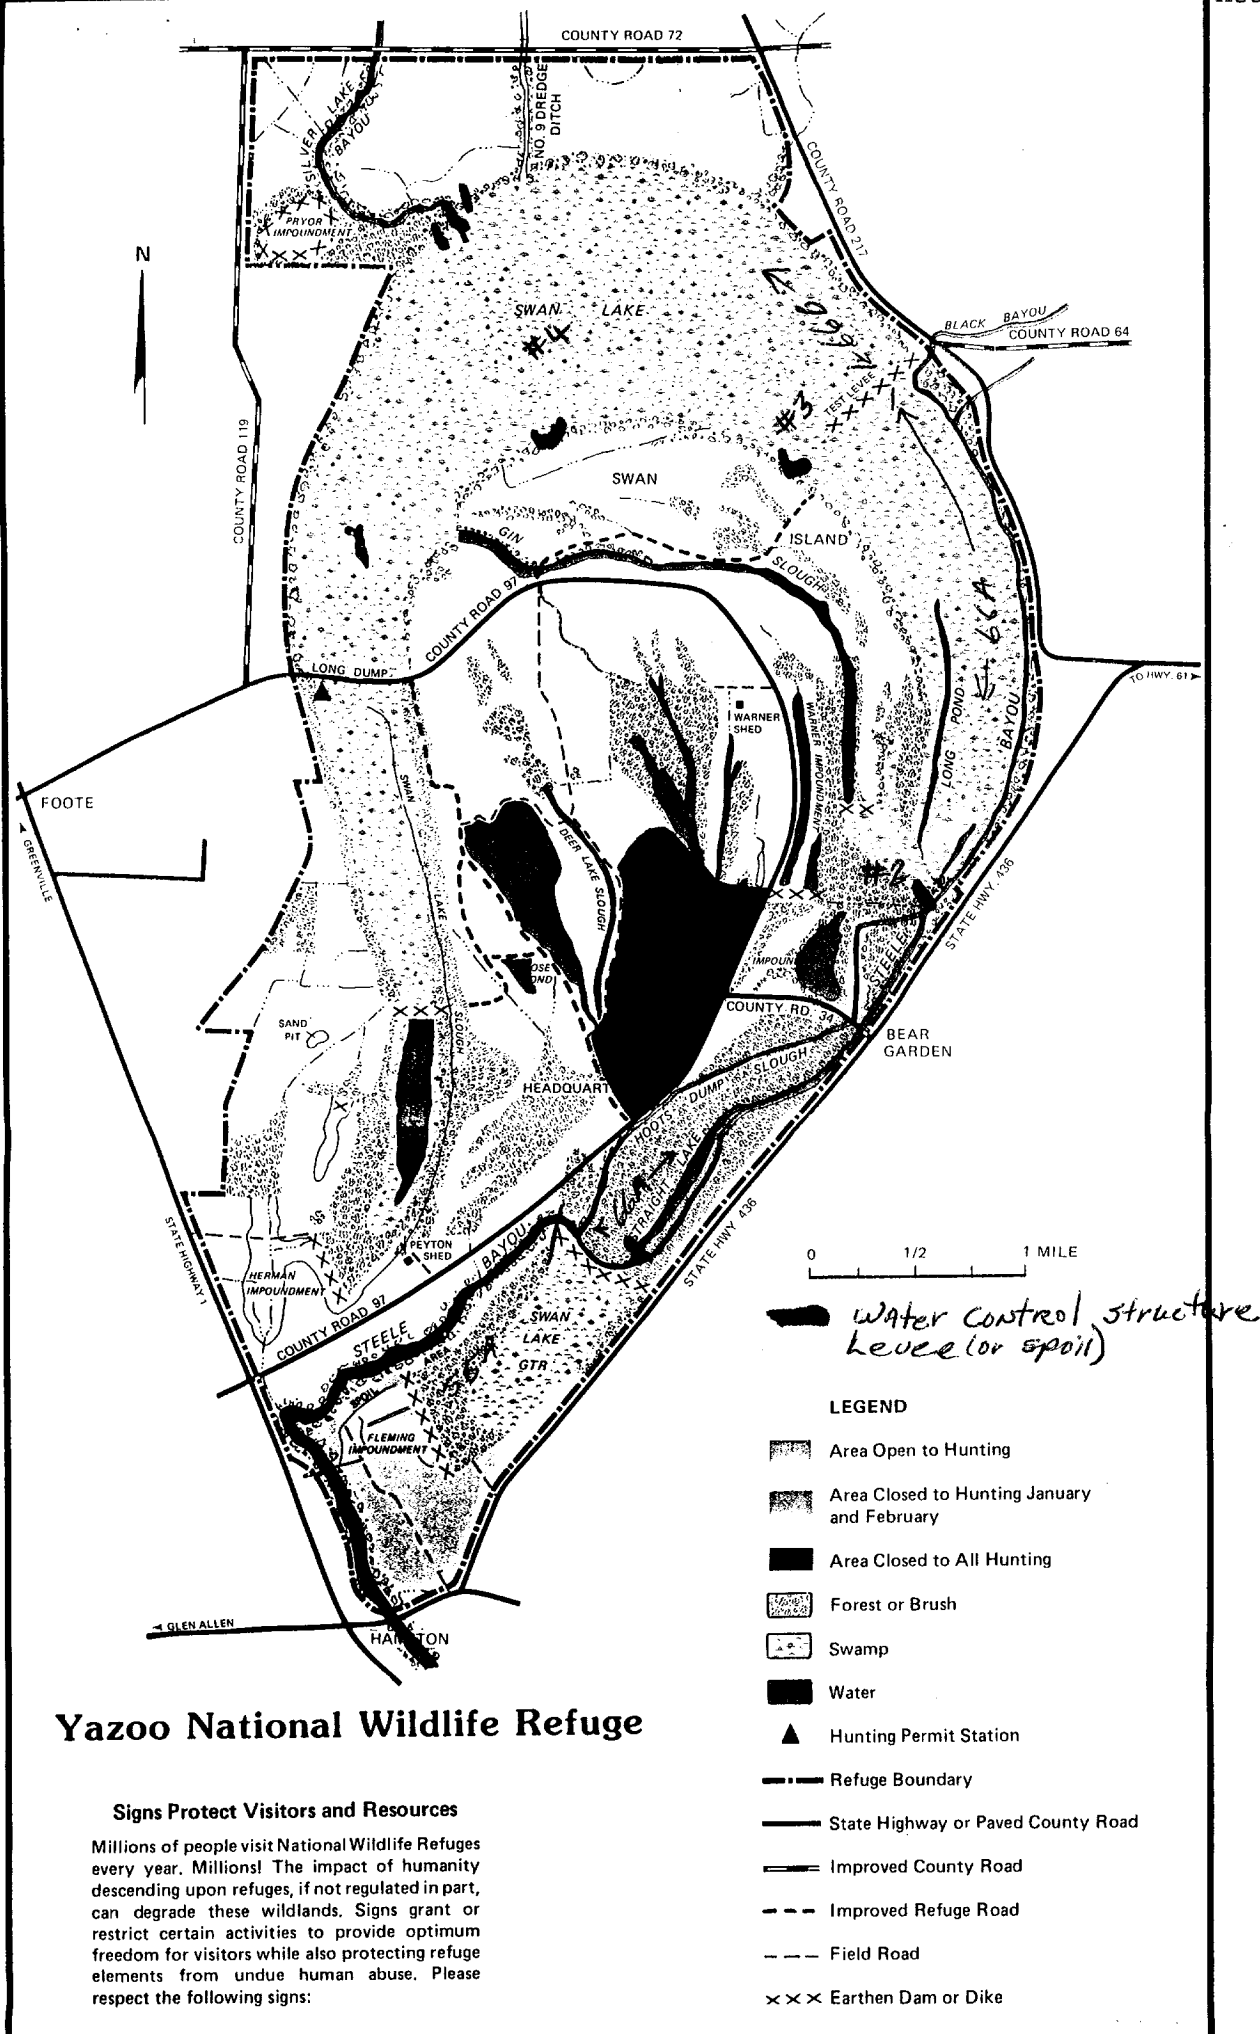 COUNTY ROAD 72
SILVER LAKE
BAYOU
NO. 9 DREDGE
DITCH
COUNTY ROAD 217
PRYOR
IMPOUNDMENT
N
SWAN LAKE
#4
BLACK BAYOU
COUNTY ROAD 64
TEST LEVEE
#3
COUNTY ROAD 119
SWAN
ISLAND
GIN
SLOUGH
COUNTY ROAD 97
66A
LONG DUMP
TO HWY. 61
WARNER
SHED
WARNER IMPOUNDMENT
LONG POND
BAYOU
FOOTE
GREENVILLE
SWAN
LAKE
SLOUGH
DEER LAKE SLOUGH
#2
STATE HWY. 436
STEELE
IMPOUN
OSE
OND
COUNTY RD. 34
SAND
PIT
BEAR
GARDEN
HEADQUART
HOOTS DUMP
SLOUGH
STRAIGHT LAKE
STATE HWY. 436
STATE HIGHWAY 1
PEYTON
SHED
HERMAN
IMPOUNDMENT
BAYOU
COUNTY ROAD 97
STEELE
SPOIL
AREA
SWAN
LAKE
GTR
FLEMING
IMPOUNDMENT
GLEN ALLEN
HAMPTON
0 1/2 1 MILE
Water Control structure
Levee (or spoil)
LEGEND
Area Open to Hunting
Area Closed to Hunting January
and February
Area Closed to All Hunting
Forest or Brush
Swamp
Water
Hunting Permit Station
Refuge Boundary
State Highway or Paved County Road
Improved County Road
Improved Refuge Road
Field Road
Earthen Dam or Dike
Yazoo National Wildlife Refuge
Signs Protect Visitors and Resources
Millions of people visit National Wildlife Refuges
every year. Millions! The impact of humanity
descending upon refuges, if not regulated in part,
can degrade these wildlands. Signs grant or
restrict certain activities to provide optimum
freedom for visitors while also protecting refuge
elements from undue human abuse. Please
respect the following signs: